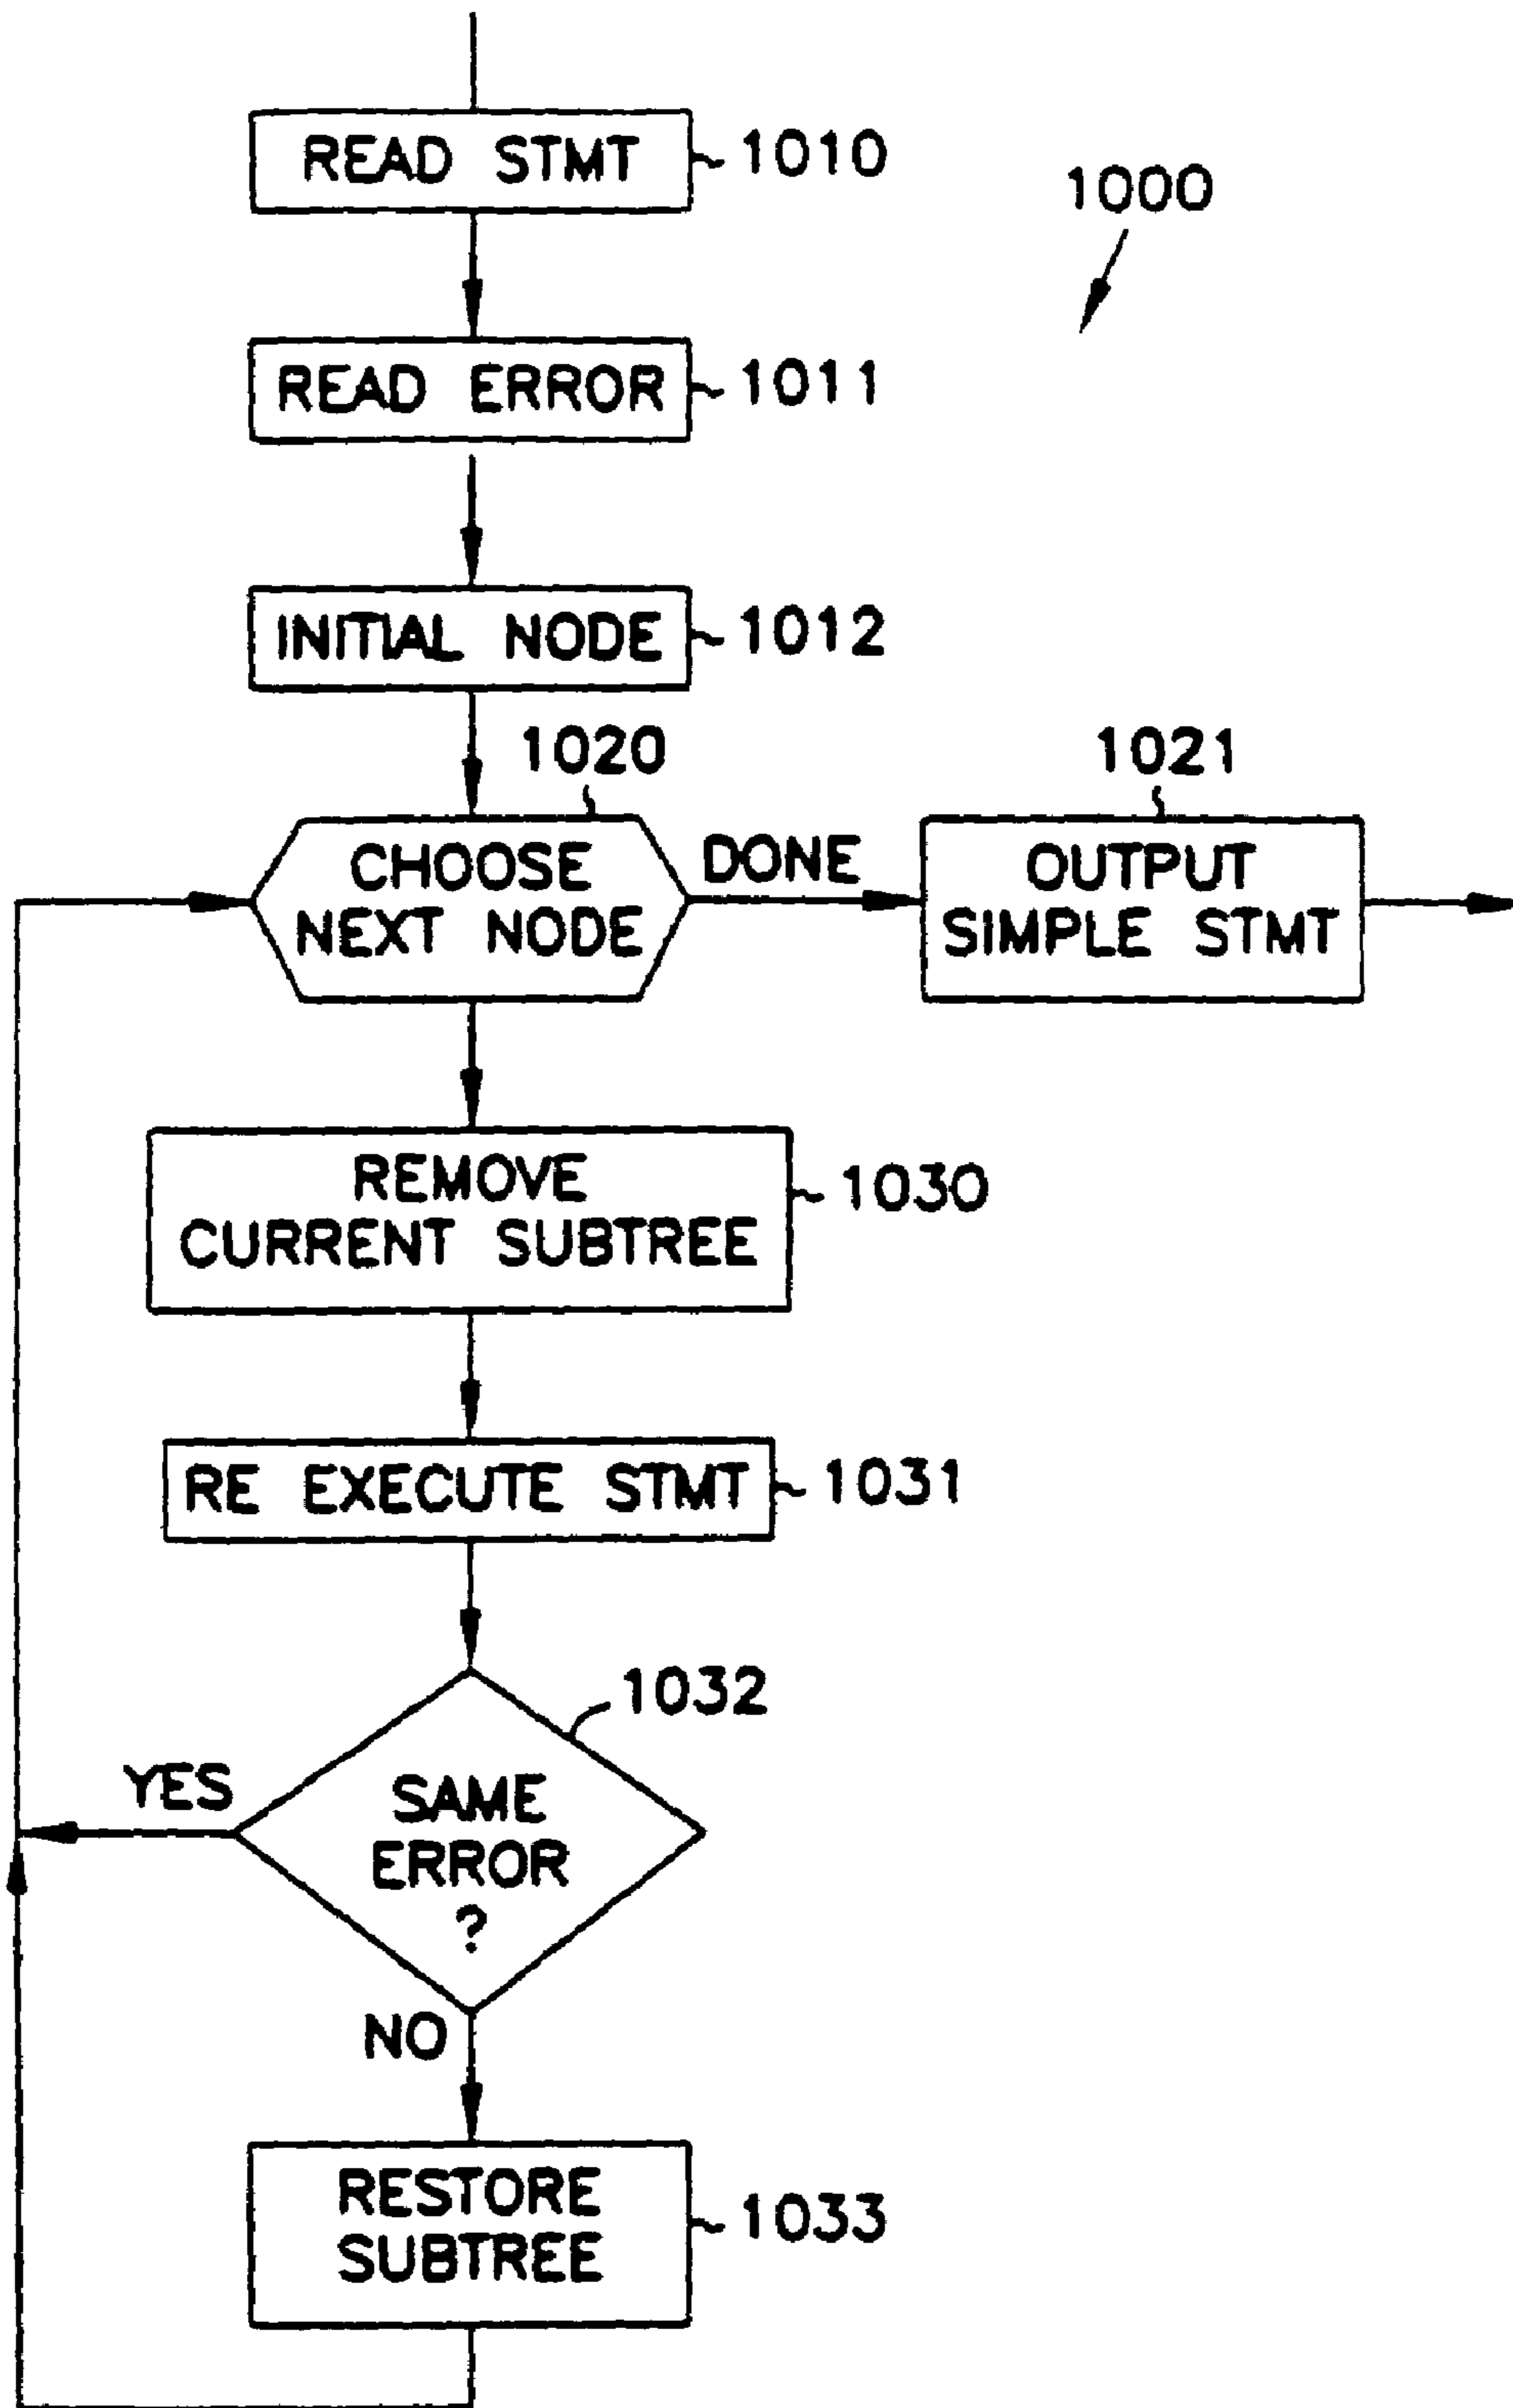 READ STMT
1010
1000
READ ERROR
1011
INITIAL NODE
1012
1020
1021
CHOOSE
NEXT NODE
DONE
OUTPUT
SIMPLE STMT
REMOVE
CURRENT SUBTREE
1030
RE EXECUTE STMT
1031
1032
YES
SAME
ERROR
?
NO
RESTORE
SUBTREE
1033